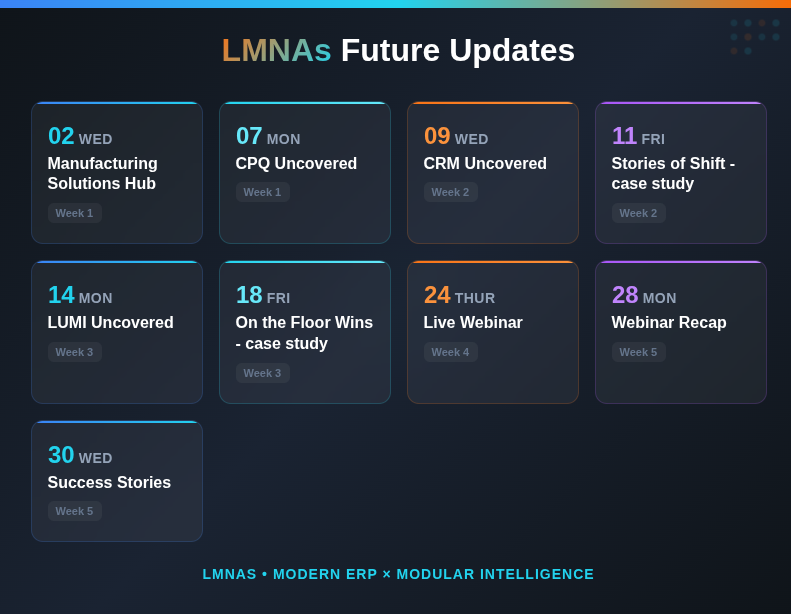 LMNAs Future Updates
02 WED
Manufacturing
Solutions Hub
Week 1
07 MON
CPQ Uncovered
Week 1
09 WED
CRM Uncovered
Week 2
11 FRI
Stories of Shift -
case study
Week 2
14 MON
LUMI Uncovered
Week 3
18 FRI
On the Floor Wins
- case study
Week 3
24 THUR
Live Webinar
Week 4
28 MON
Webinar Recap
Week 5
30 WED
Success Stories
Week 5
LMNAS • MODERN ERP × MODULAR INTELLIGENCE